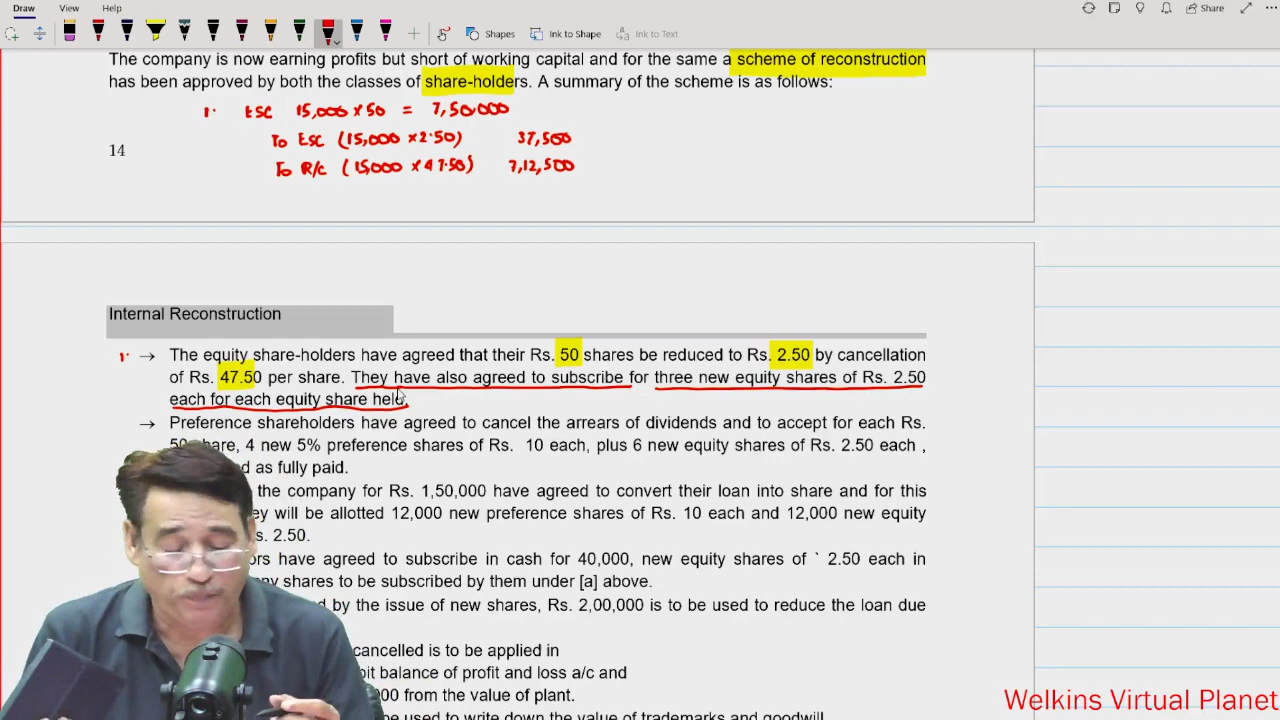 Draw View Help Share
Shapes Ink to Shape Ink to Text
The company is now earning profits but short of working capital and for the same a scheme of reconstruction
has been approved by both the classes of share-holders. A summary of the scheme is as follows:
1. ESC 15,000 × 50 = 7,50,000
To ESC (15,000 × 2.50) 37,500
14
To R/C (15,000 × 47.50) 7,12,500
Internal Reconstruction
1. → The equity share-holders have agreed that their Rs. 50 shares be reduced to Rs. 2.50 by cancellation
of Rs. 47.50 per share. They have also agreed to subscribe for three new equity shares of Rs. 2.50
each for each equity share held.
→ Preference shareholders have agreed to cancel the arrears of dividends and to accept for each Rs.
share, 4 new 5% preference shares of Rs. 10 each, plus 6 new equity shares of Rs. 2.50 each ,
as fully paid.
the company for Rs. 1,50,000 have agreed to convert their loan into share and for this
will be allotted 12,000 new preference shares of Rs. 10 each and 12,000 new equity
2.50.
have agreed to subscribe in cash for 40,000, new equity shares of ` 2.50 each in
shares to be subscribed by them under [a] above.
by the issue of new shares, Rs. 2,00,000 is to be used to reduce the loan due
cancelled is to be applied in
balance of profit and loss a/c and
from the value of plant.
used to write down the value of trademarks and goodwill
Welkins Virtual Planet